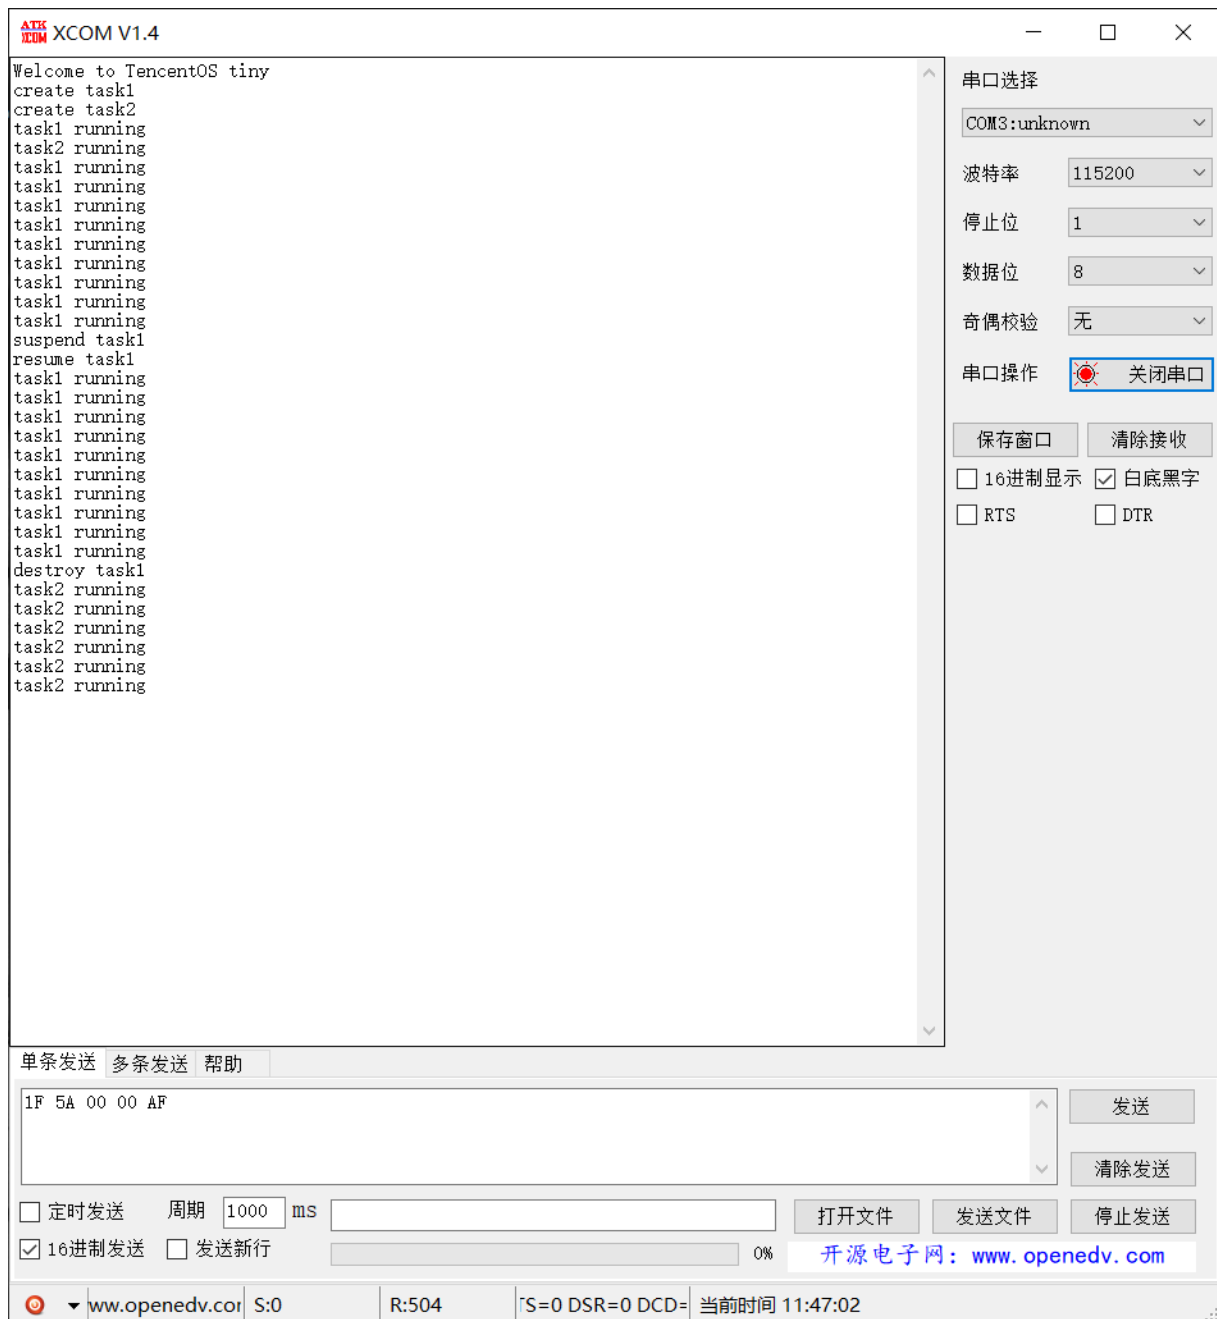 ATK
XCOM
XCOM V1.4
Welcome to TencentOS tiny
create task1
create task2
task1 running
task2 running
task1 running
task1 running
task1 running
task1 running
task1 running
task1 running
task1 running
task1 running
task1 running
suspend task1
resume task1
task1 running
task1 running
task1 running
task1 running
task1 running
task1 running
task1 running
task1 running
task1 running
task1 running
destroy task1
task2 running
task2 running
task2 running
task2 running
task2 running
task2 running
串口选择
COM3:unknown
波特率 115200
停止位 1
数据位 8
奇偶校验 无
串口操作 关闭串口
保存窗口 清除接收
16进制显示 白底黑字
RTS DTR
单条发送 多条发送 帮助
1F 5A 00 00 AF
发送
清除发送
定时发送 周期 1000 ms 打开文件 发送文件 停止发送
16进制发送 发送新行 0% 开源电子网：www.openedv.com
ww.openedv.cor S:0 R:504 TS=0 DSR=0 DCD= 当前时间 11:47:02